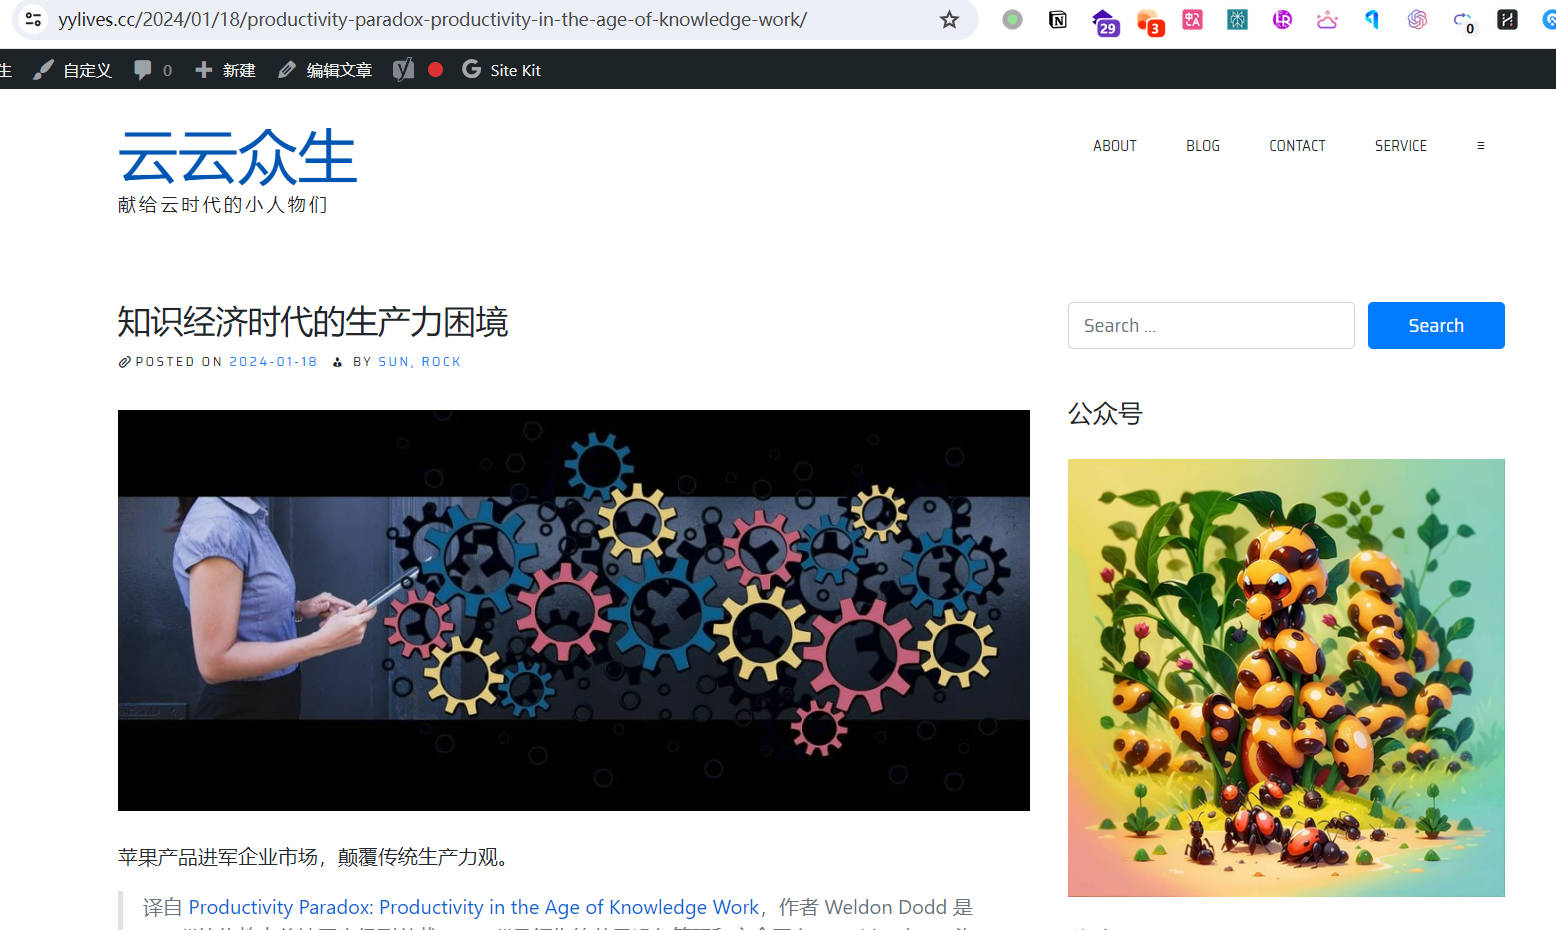 yylives.cc/2024/01/18/productivity-paradox-productivity-in-the-age-of-knowledge-work/
29
3
0
生 自定义 0 新建 编辑文章 Site Kit
云云众生
献给云时代的小人物们
ABOUT BLOG CONTACT SERVICE
知识经济时代的生产力困境
POSTED ON 2024-01-18 BY SUN, ROCK
Search ...
Search
公众号
苹果产品进军企业市场，颠覆传统生产力观。
译自 Productivity Paradox: Productivity in the Age of Knowledge Work，作者 Weldon Dodd 是